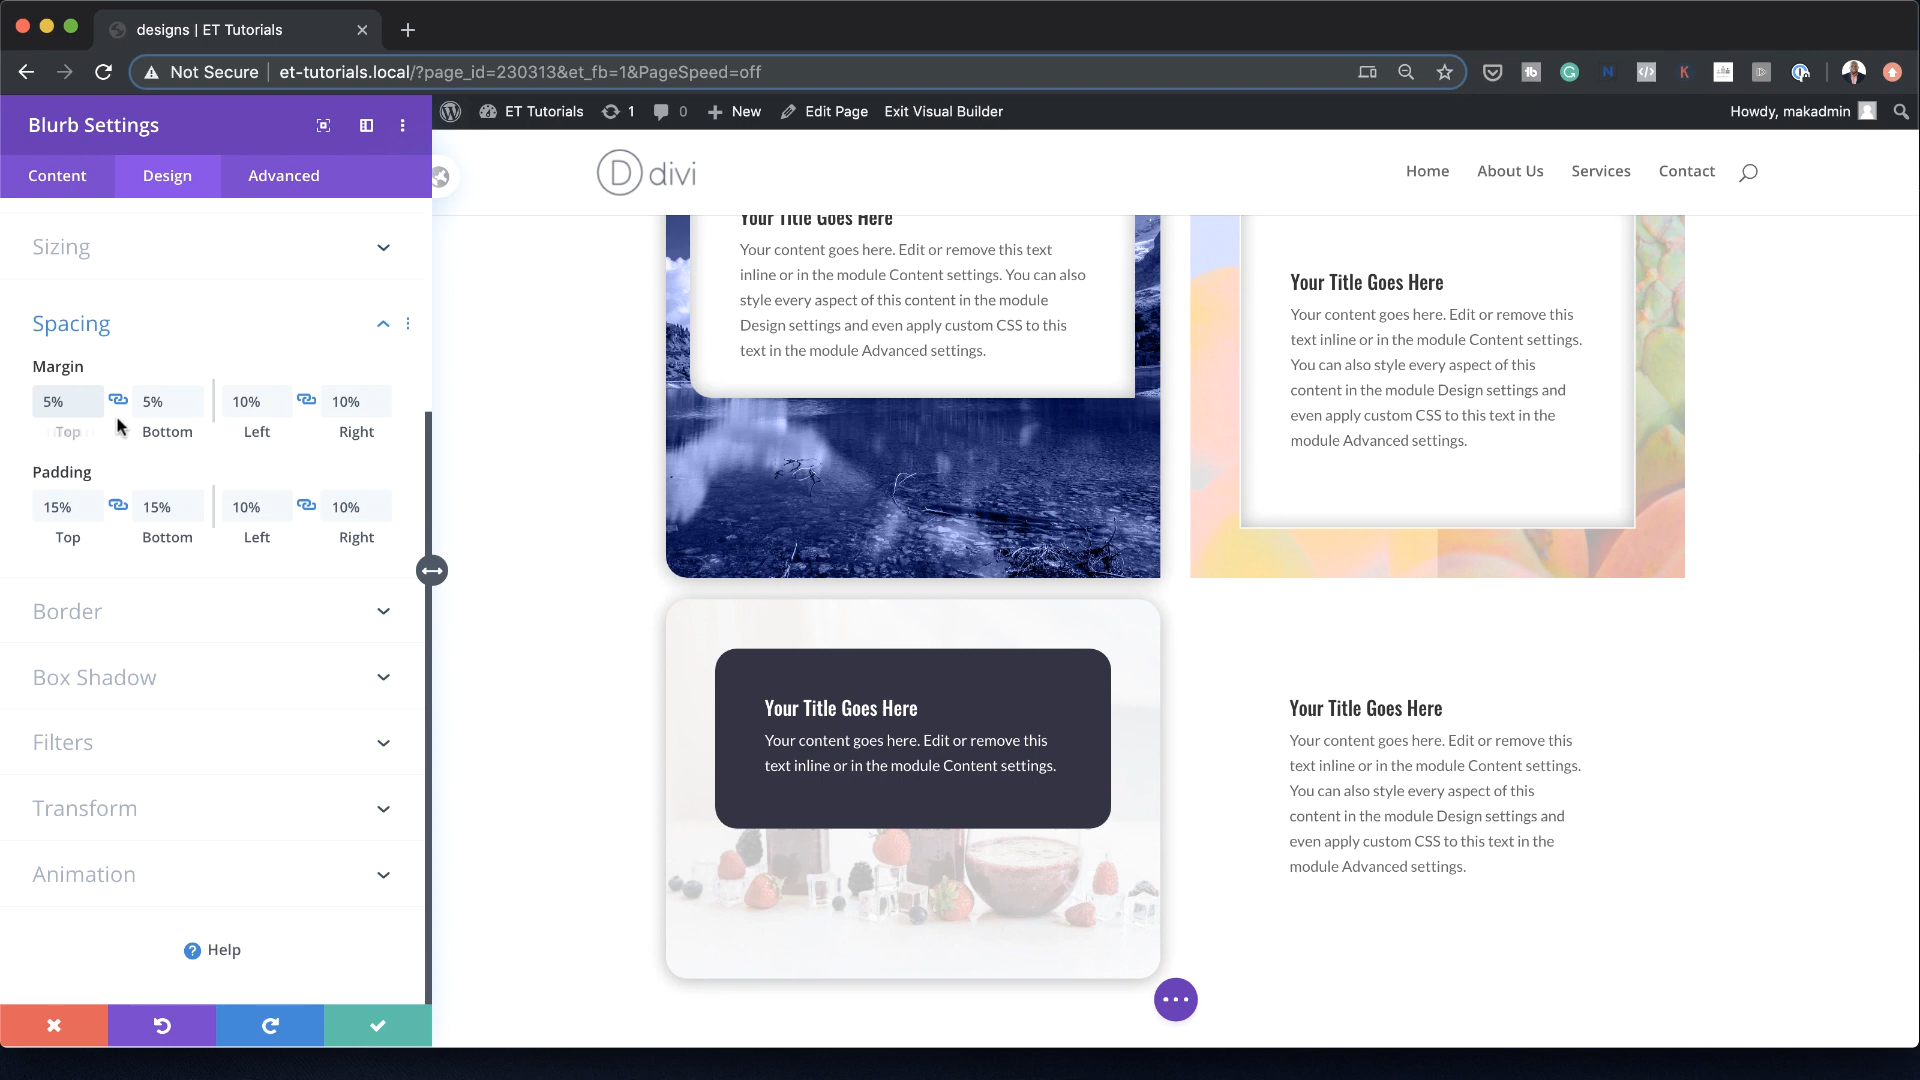 designs | ET Tutorials
Not Secure
et-tutorials.local/?page_id=230313&et_fb=1&PageSpeed=off
ET Tutorials
1
0
New
Edit Page
Exit Visual Builder
Howdy, makadmin
Blurb Settings
Content
Design
Advanced
Sizing
Spacing
Margin
5%
5%
10%
10%
Top
Bottom
Left
Right
Padding
15%
15%
10%
10%
Top
Bottom
Left
Right
Border
Box Shadow
Filters
Transform
Animation
Help
D divi
Home
About Us
Services
Contact
Your Title Goes Here
Your content goes here. Edit or remove this text
inline or in the module Content settings. You can also
style every aspect of this content in the module
Design settings and even apply custom CSS to this
text in the module Advanced settings.
Your Title Goes Here
Your content goes here. Edit or remove this
text inline or in the module Content settings.
You can also style every aspect of this
content in the module Design settings and
even apply custom CSS to this text in the
module Advanced settings.
Your Title Goes Here
Your content goes here. Edit or remove this
text inline or in the module Content settings.
Your Title Goes Here
Your content goes here. Edit or remove this
text inline or in the module Content settings.
You can also style every aspect of this
content in the module Design settings and
even apply custom CSS to this text in the
module Advanced settings.